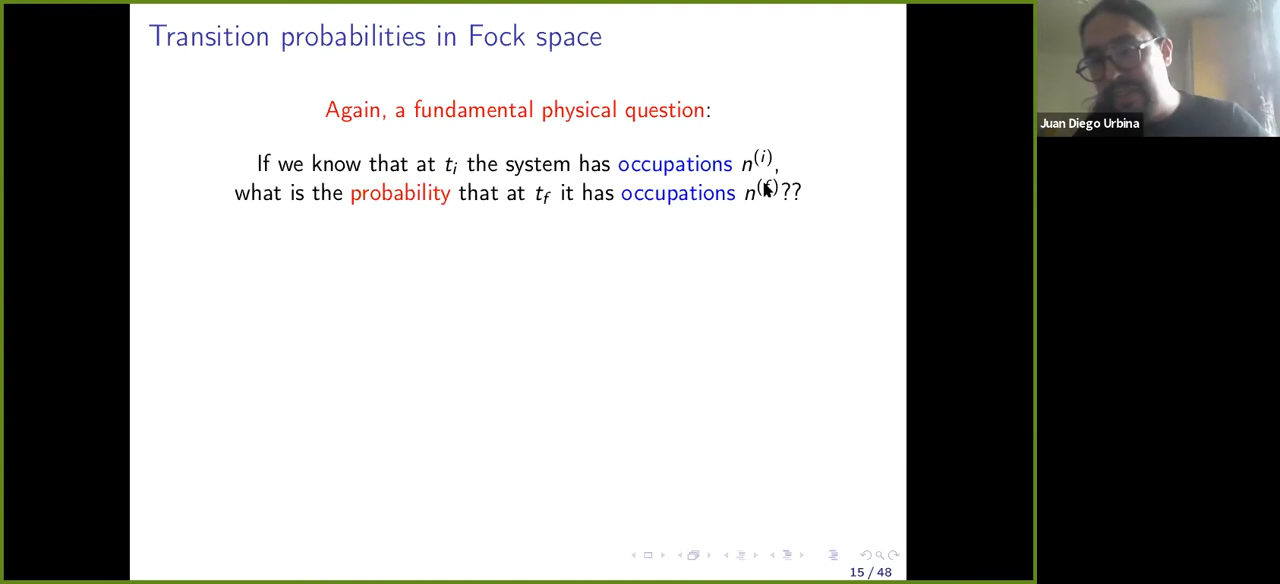 Transition probabilities in Fock space
Again, a fundamental physical question:
If we know that at t_i the system has occupations n^(i),
what is the probability that at t_f it has occupations n^(f)??
15 / 48
Juan Diego Urbina